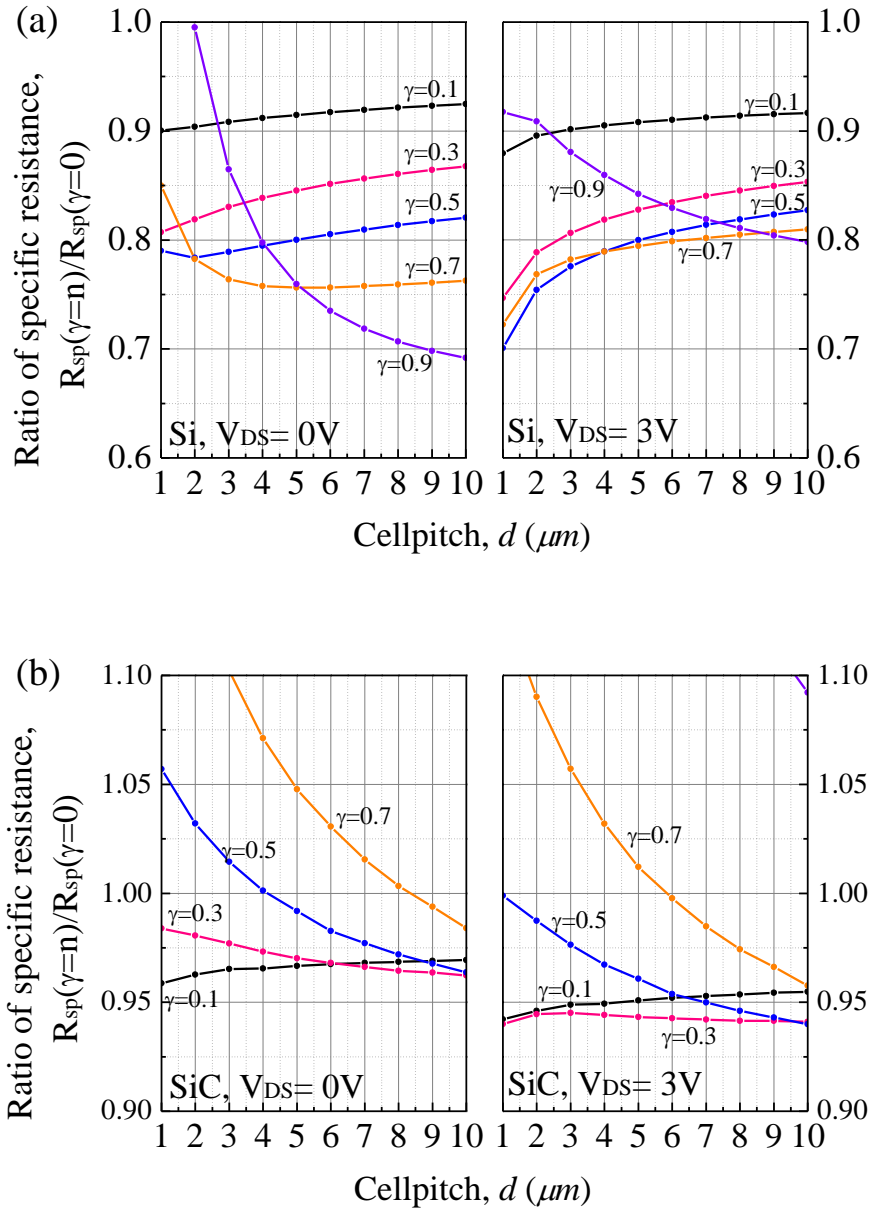 (a)
Ratio of specific resistance,
Rsp(γ=n)/Rsp(γ=0)
1.0
0.9
0.8
0.7
0.6
γ=0.1
γ=0.3
γ=0.5
γ=0.7
γ=0.9
Si, VDS= 0V
1 2 3 4 5 6 7 8 9 10
γ=0.1
γ=0.3
γ=0.9
γ=0.5
γ=0.7
Si, VDS= 3V
1.0
0.9
0.8
0.7
0.6
1 2 3 4 5 6 7 8 9 10
Cellpitch, d (μm)
(b)
Ratio of specific resistance,
Rsp(γ=n)/Rsp(γ=0)
1.10
1.05
1.00
0.95
0.90
γ=0.7
γ=0.5
γ=0.3
γ=0.1
SiC, VDS= 0V
1 2 3 4 5 6 7 8 9 10
γ=0.7
γ=0.5
γ=0.1
γ=0.3
SiC, VDS= 3V
1.10
1.05
1.00
0.95
0.90
1 2 3 4 5 6 7 8 9 10
Cellpitch, d (μm)